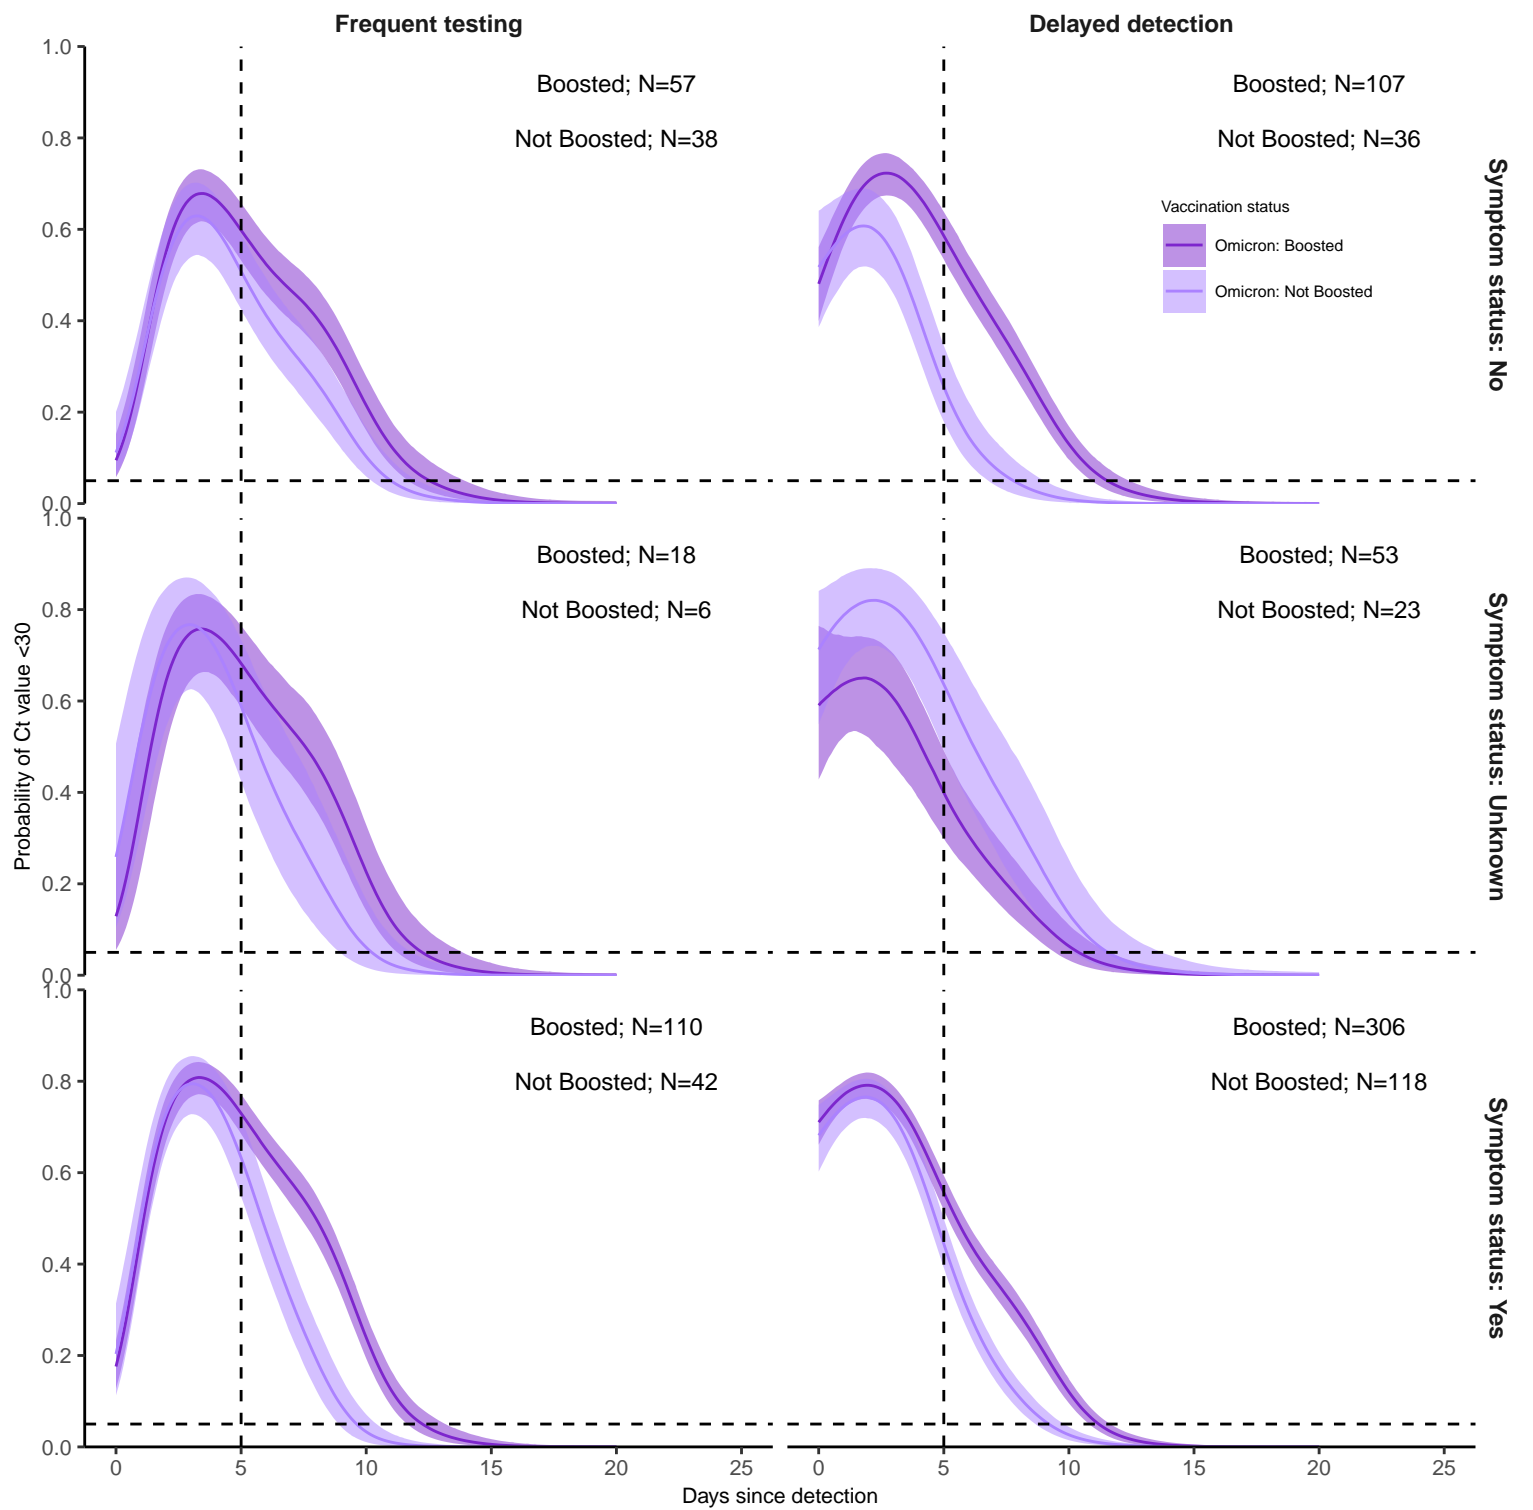 Frequent testing
Delayed detection
1.0
0.8
0.6
0.4
0.2
0.0
Boosted; N=57
Not Boosted; N=38
Boosted; N=107
Not Boosted; N=36
Vaccination status
Omicron: Boosted
Omicron: Not Boosted
Symptom status: No
1.0
0.8
0.6
0.4
0.2
0.0
Boosted; N=18
Not Boosted; N=6
Boosted; N=53
Not Boosted; N=23
Symptom status: Unknown
Probability of Ct value <30
1.0
0.8
0.6
0.4
0.2
0.0
Boosted; N=110
Not Boosted; N=42
Boosted; N=306
Not Boosted; N=118
Symptom status: Yes
0 5 10 15 20 25
0 5 10 15 20 25
Days since detection